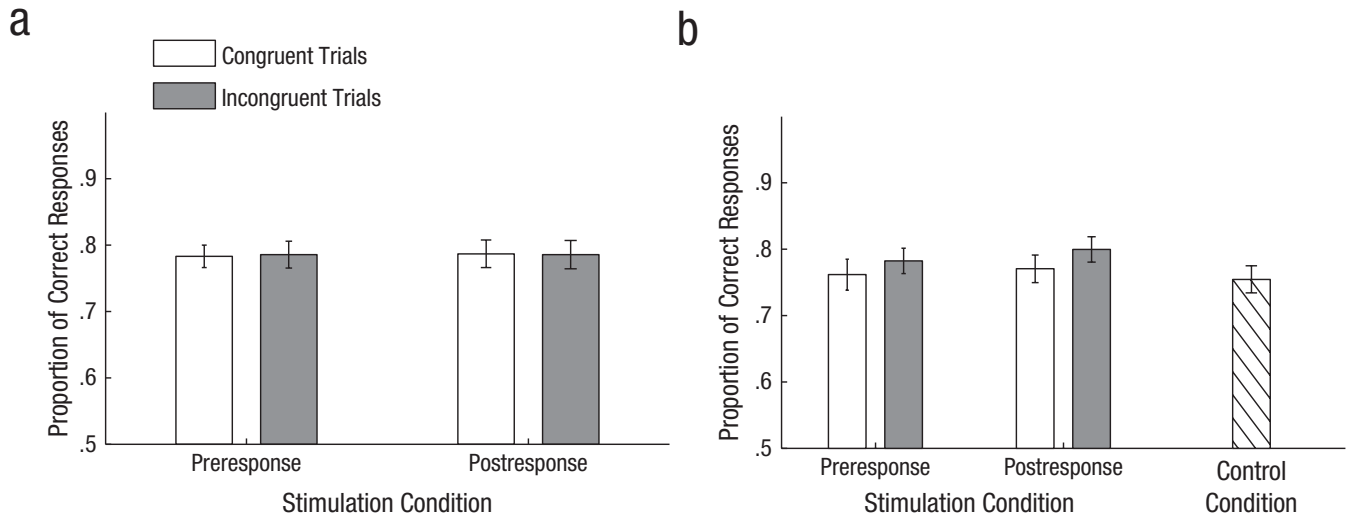 a
Congruent Trials
Incongruent Trials
Proportion of Correct Responses
.9
.8
.7
.6
.5
Preresponse
Postresponse
Stimulation Condition
b
Proportion of Correct Responses
.9
.8
.7
.6
.5
Preresponse
Postresponse
Control
Condition
Stimulation Condition